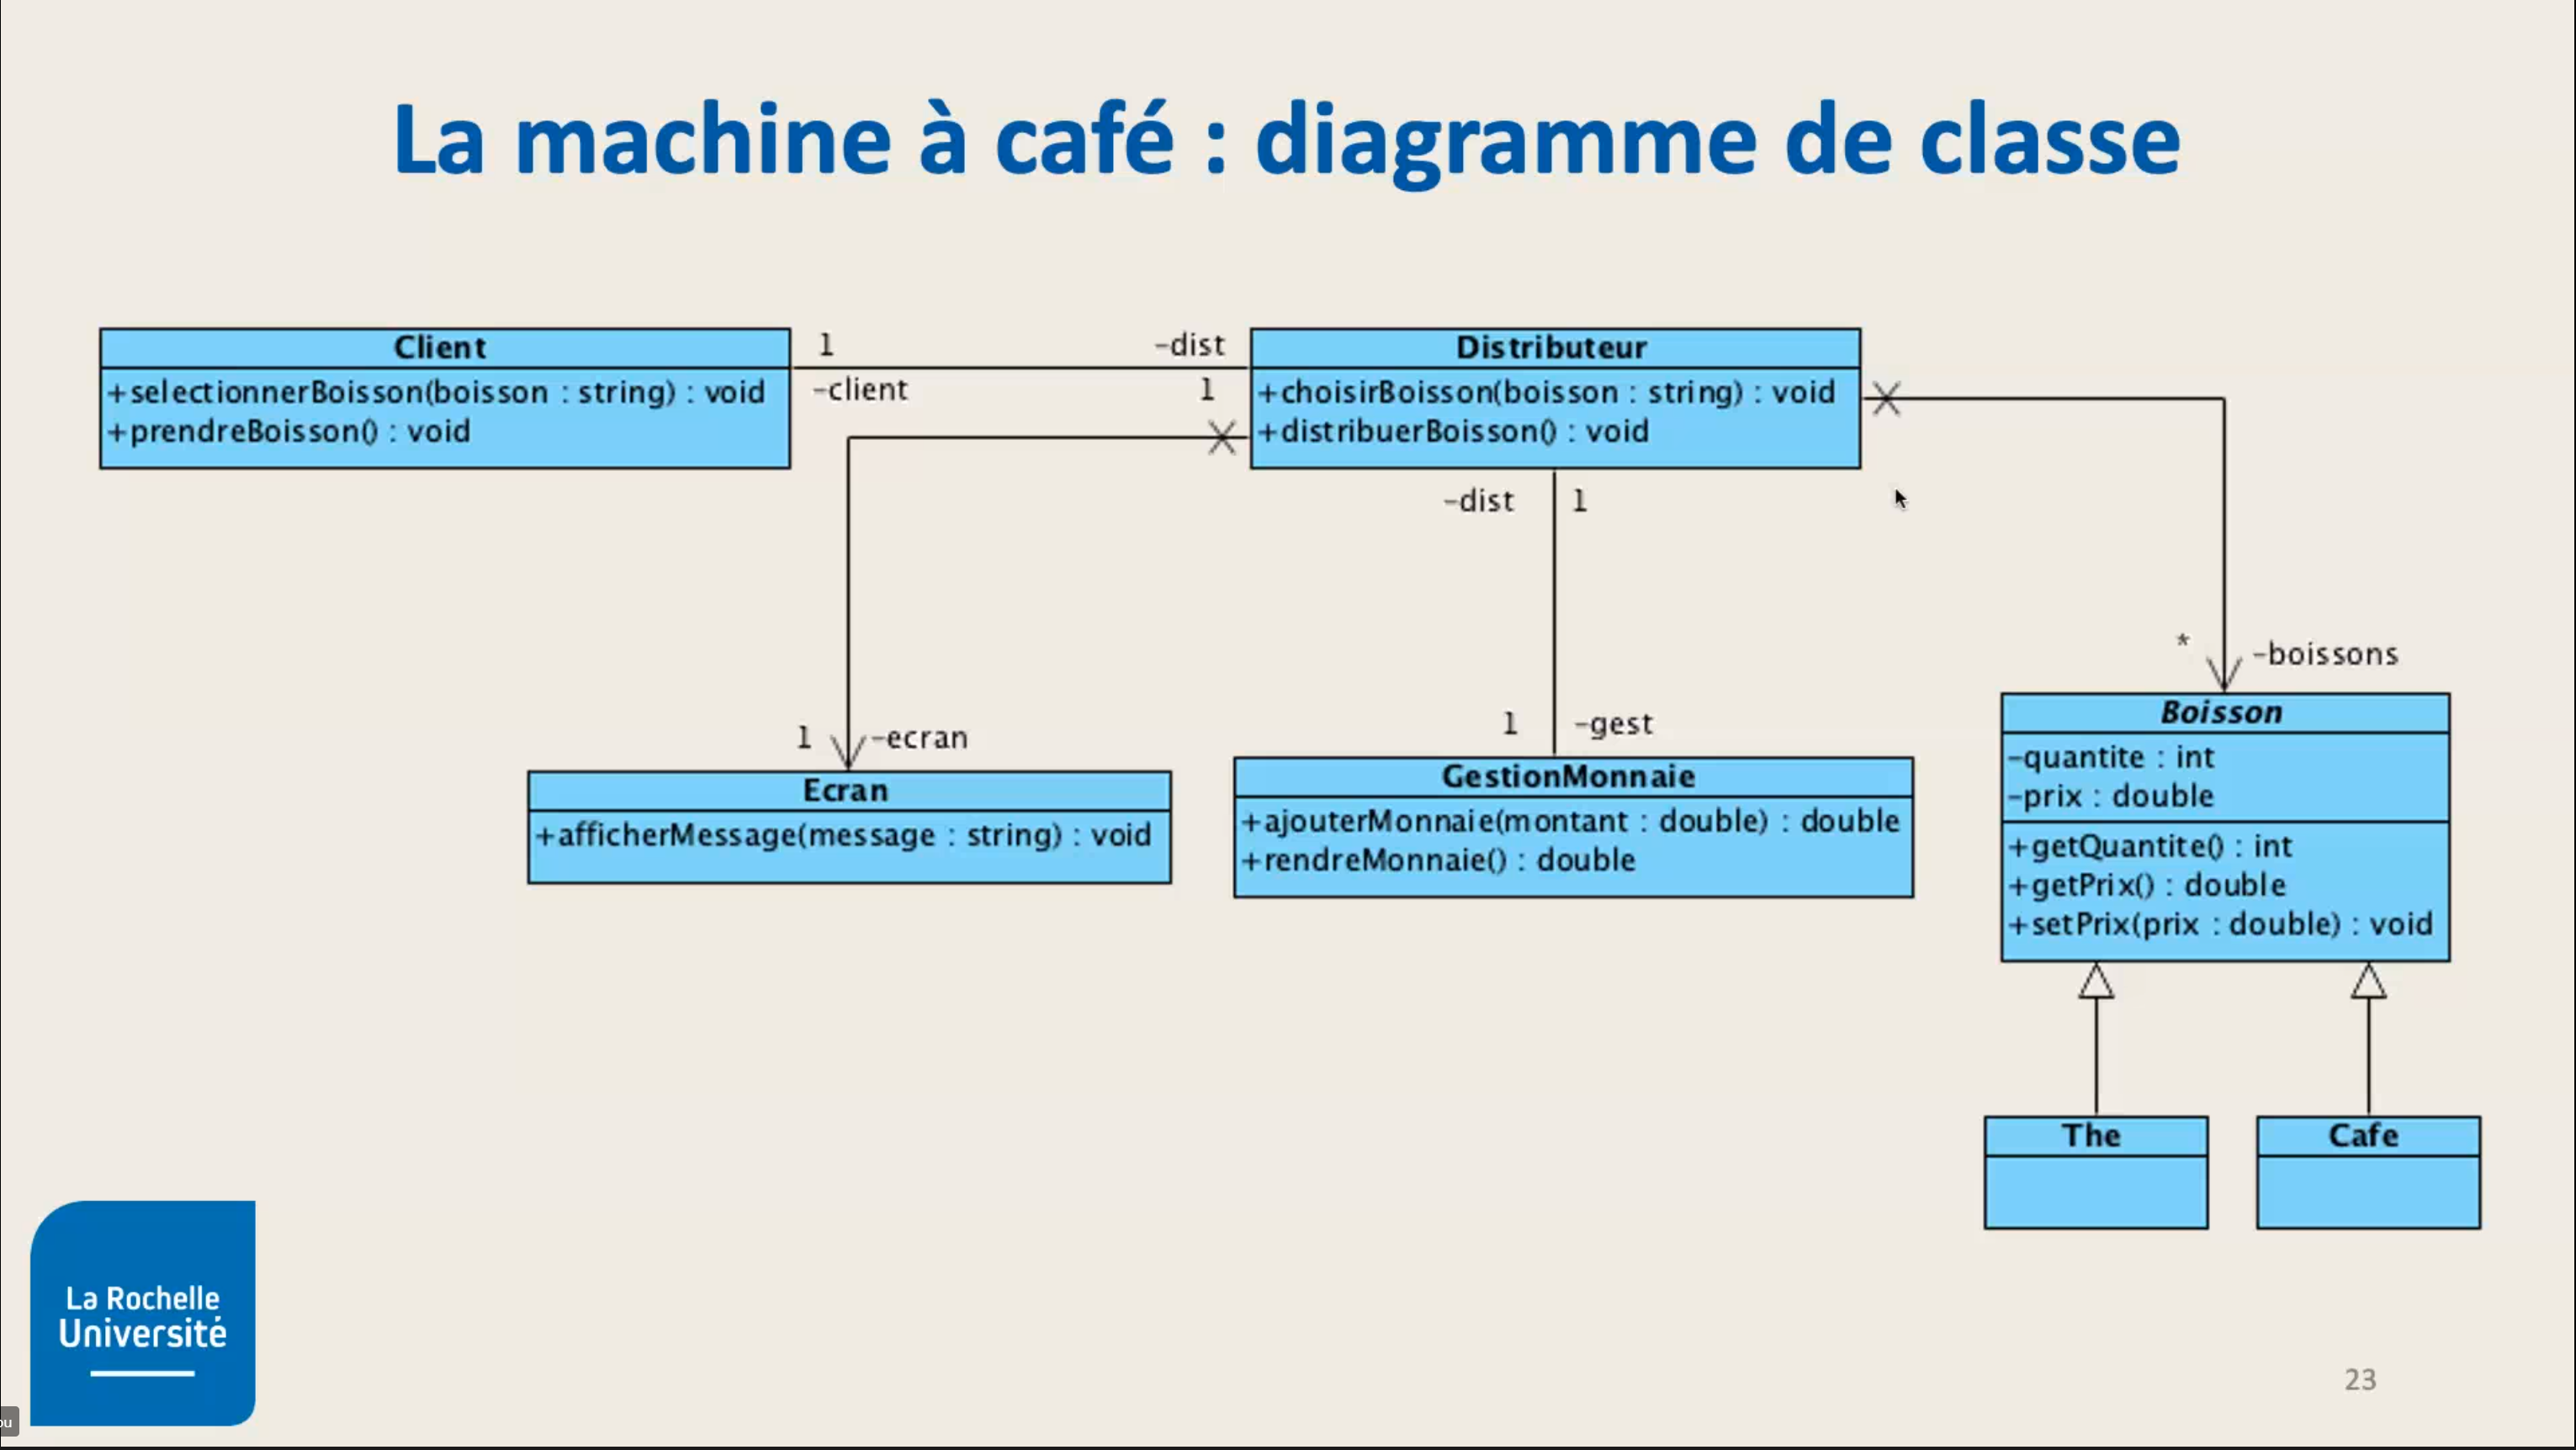 La machine à café : diagramme de classe
Client
+selectionnerBoisson(boisson : string) : void
+prendreBoisson() : void
1
-client
-dist
1
Distributeur
+choisirBoisson(boisson : string) : void
+distribuerBoisson() : void
-dist
1
1
-ecran
1
-gest
*
-boissons
Ecran
+afficherMessage(message : string) : void
GestionMonnaie
+ajouterMonnaie(montant : double) : double
+rendreMonnaie() : double
Boisson
-quantite : int
-prix : double
+getQuantite() : int
+getPrix() : double
+setPrix(prix : double) : void
The
Cafe
La Rochelle
Université
23
ou